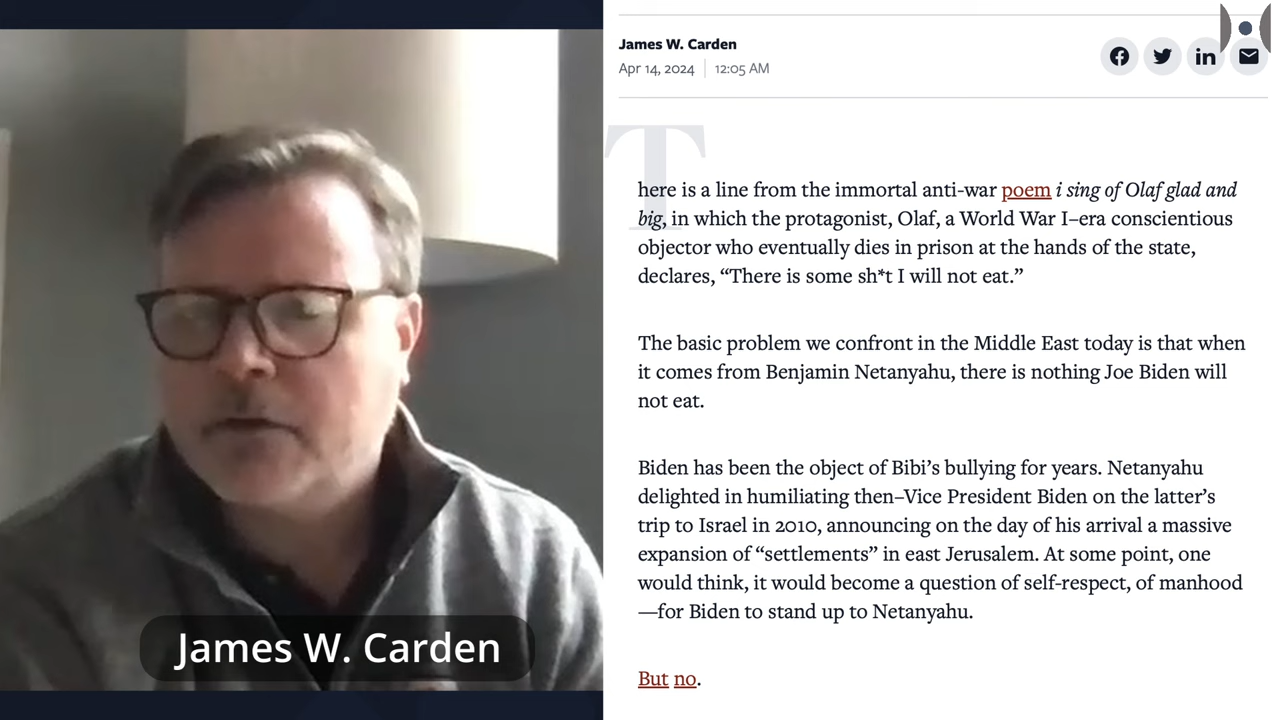 James W. Carden
James W. Carden
Apr 14, 2024 | 12:05 AM
in
There is a line from the immortal anti-war poem i sing of Olaf glad and
big, in which the protagonist, Olaf, a World War I–era conscientious
objector who eventually dies in prison at the hands of the state,
declares, “There is some sh*t I will not eat.”
The basic problem we confront in the Middle East today is that when
it comes from Benjamin Netanyahu, there is nothing Joe Biden will
not eat.
Biden has been the object of Bibi’s bullying for years. Netanyahu
delighted in humiliating then–Vice President Biden on the latter’s
trip to Israel in 2010, announcing on the day of his arrival a massive
expansion of “settlements” in east Jerusalem. At some point, one
would think, it would become a question of self-respect, of manhood
—for Biden to stand up to Netanyahu.
But no.